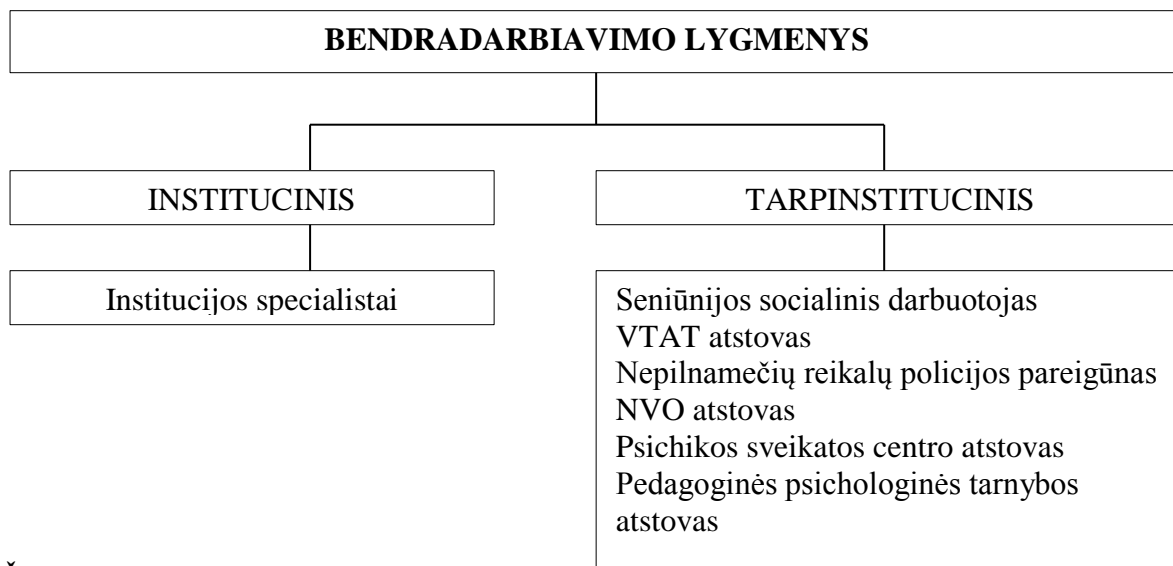 BENDRADARBIAVIMO LYGMENYS
INSTITUCINIS
TARPINSTITUCINIS
Institucijos specialistai
Seniūnijos socialinis darbuotojas
VTAT atstovas
Nepilnamečių reikalų policijos pareigūnas
NVO atstovas
Psichikos sveikatos centro atstovas
Pedagoginės psichologinės tarnybos
atstovas